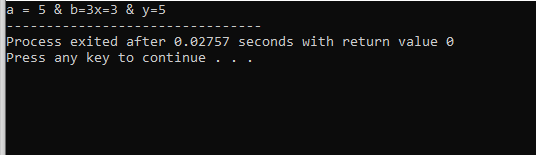 a = 5 & b=3x=3 & y=5
--------------------------------
Process exited after 0.02757 seconds with return value 0
Press any key to continue . . .